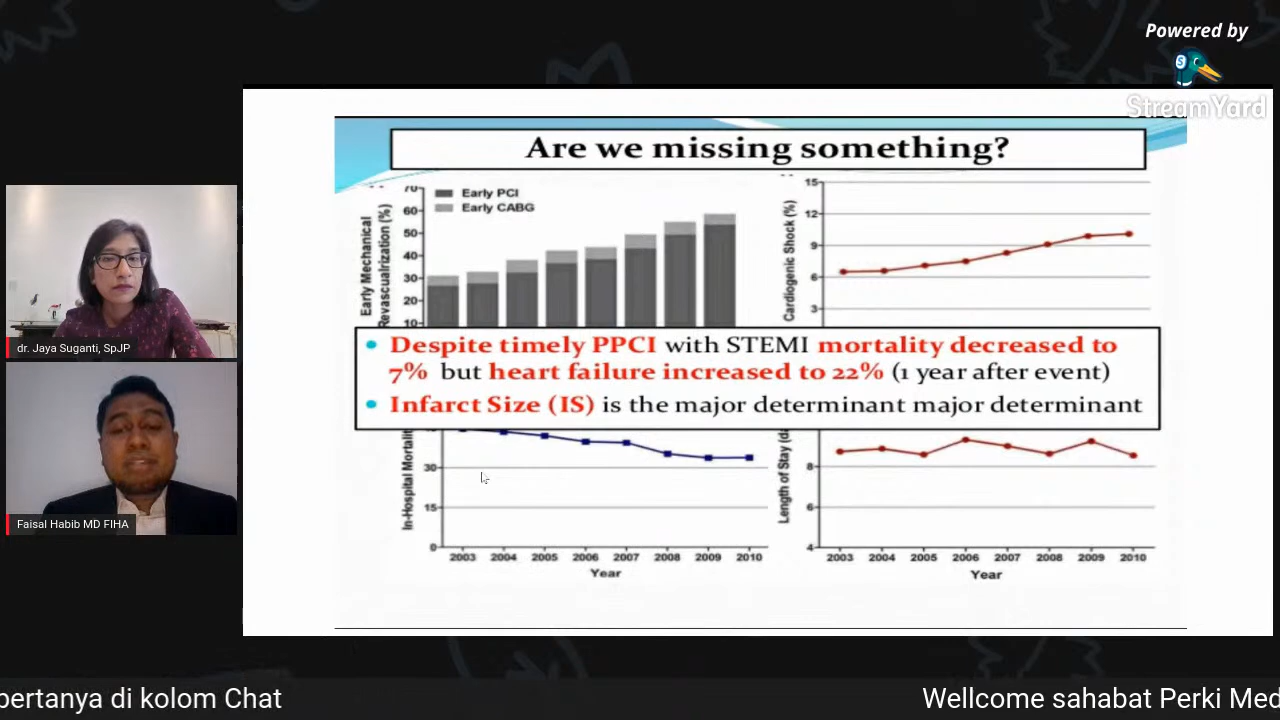 Powered by
StreamYard
Are we missing something?
70
60
50
40
30
20
10
Early PCI
Early CABG
Early Mechanical
Revascualrization (%)
15
12
9
6
3
Cardiogenic Shock (%)
Despite timely PPCI with STEMI mortality decreased to
7% but heart failure increased to 22% (1 year after event)
Infarct Size (IS) is the major determinant major determinant
In-Hospital
30
15
0
2003 2004 2005 2006 2007 2008 2009 2010
Year
Length of Stay
8
6
4
2003 2004 2005 2006 2007 2008 2009 2010
Year
dr. Jaya Suganti, SpJP
Faisal Habib MD FIHA
bertanya di kolom Chat
Wellcome sahabat Perki Med